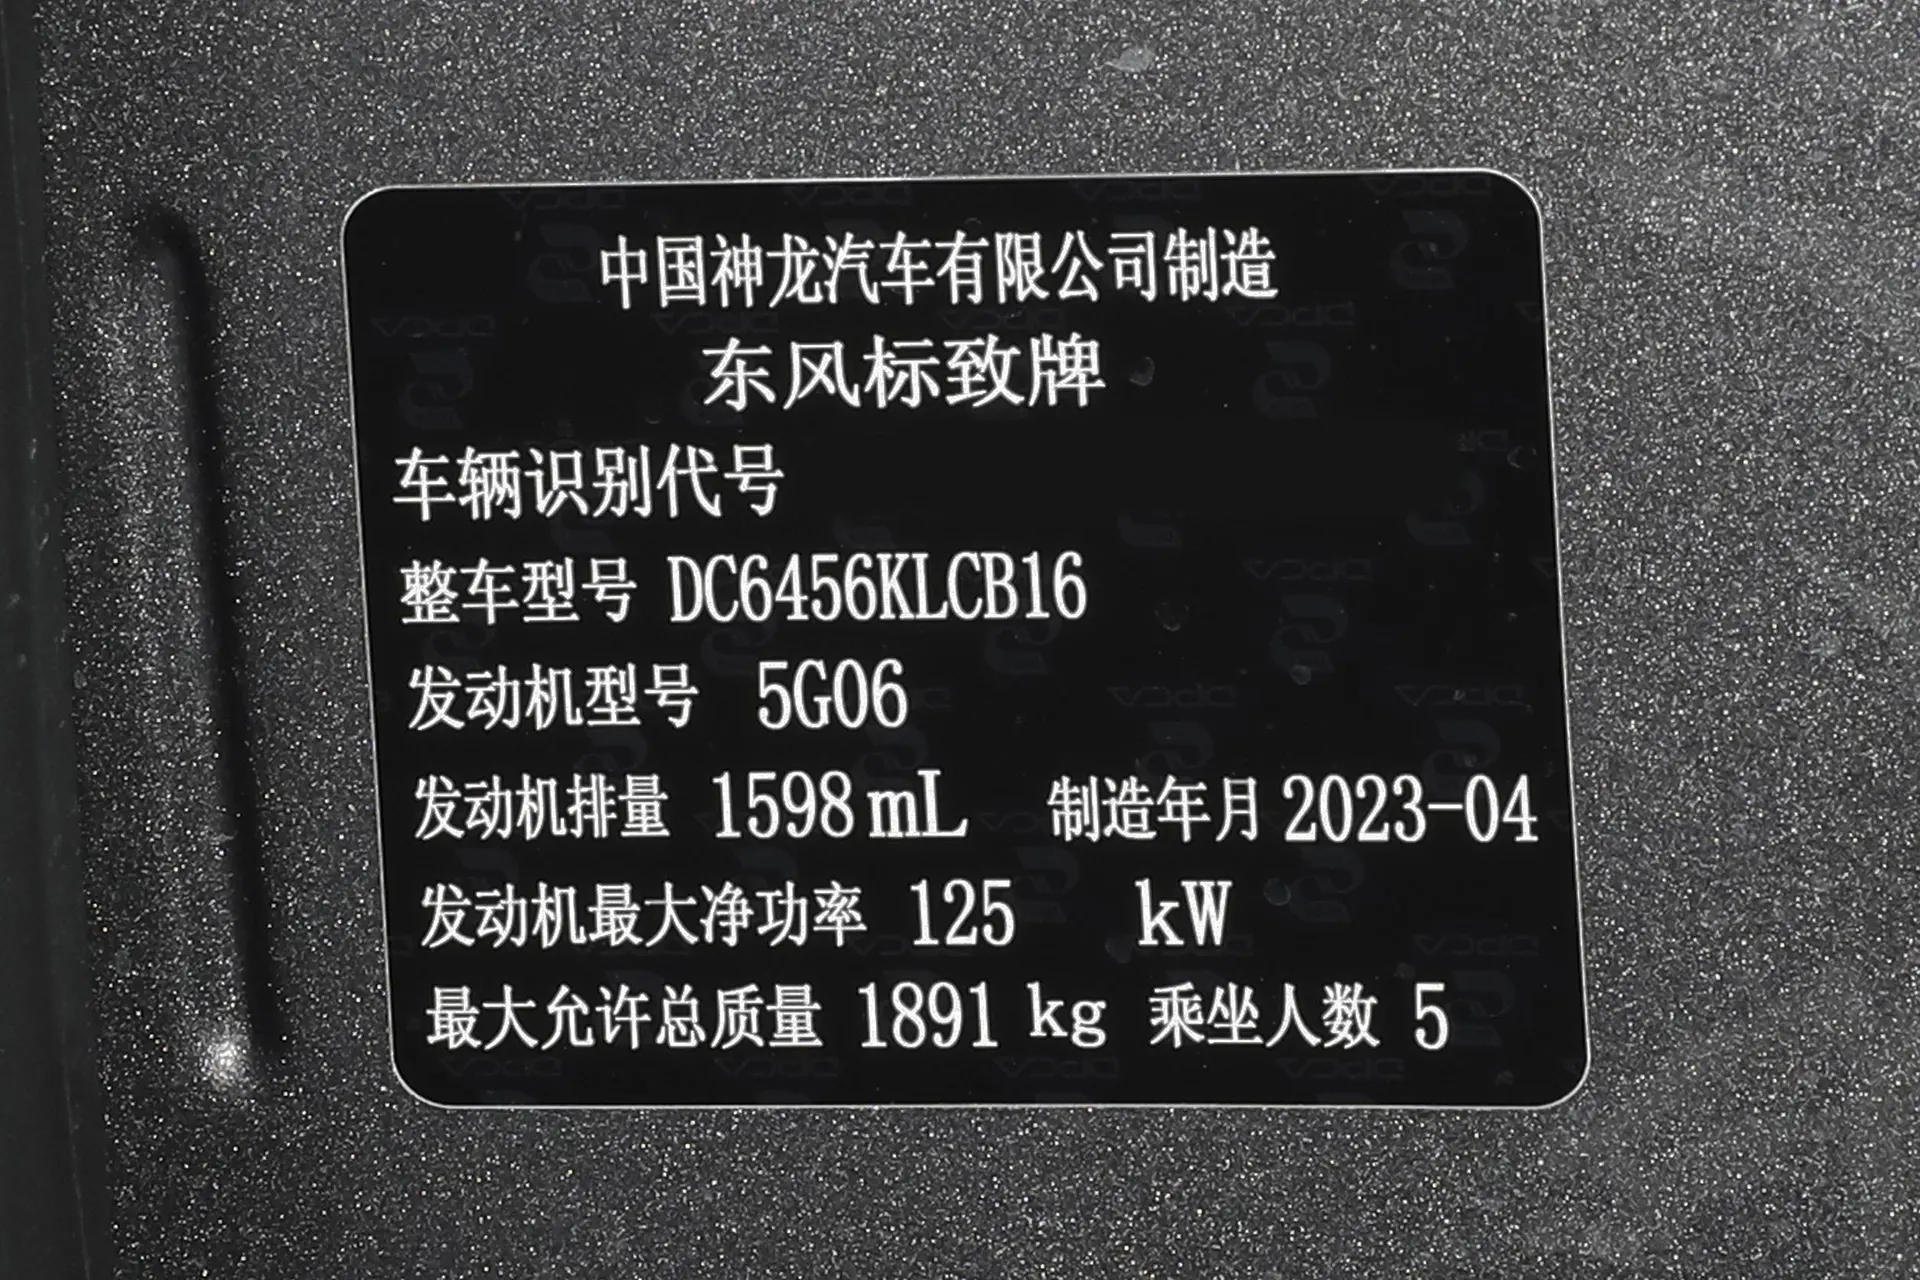 中国神龙汽车有限公司制造
东风标致牌
车辆识别代号
整车型号 DC6456KLCB16
发动机型号 5G06
发动机排量 1598 mL 制造年月 2023-04
发动机最大净功率 125 kW
最大允许总质量 1891 kg 乘坐人数 5